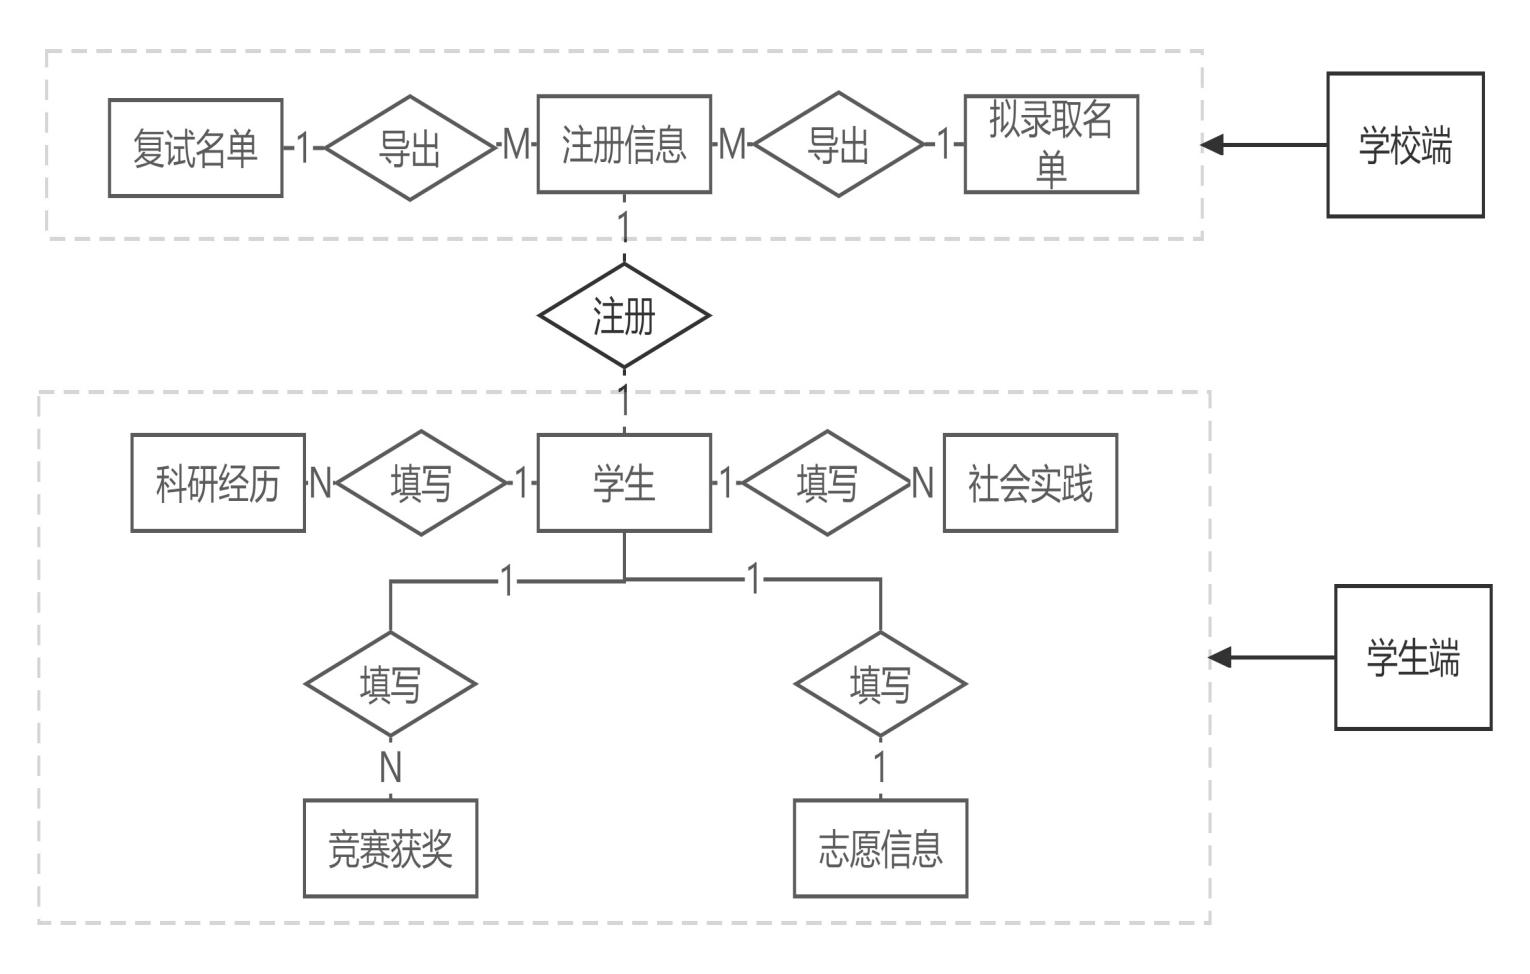 复试名单
1
导出
M
注册信息
M
导出
1
拟录取名
单
学校端
1
注册
1
科研经历
N
填写
1
学生
1
填写
N
社会实践
1
1
填写
填写
学生端
N
1
竞赛获奖
志愿信息